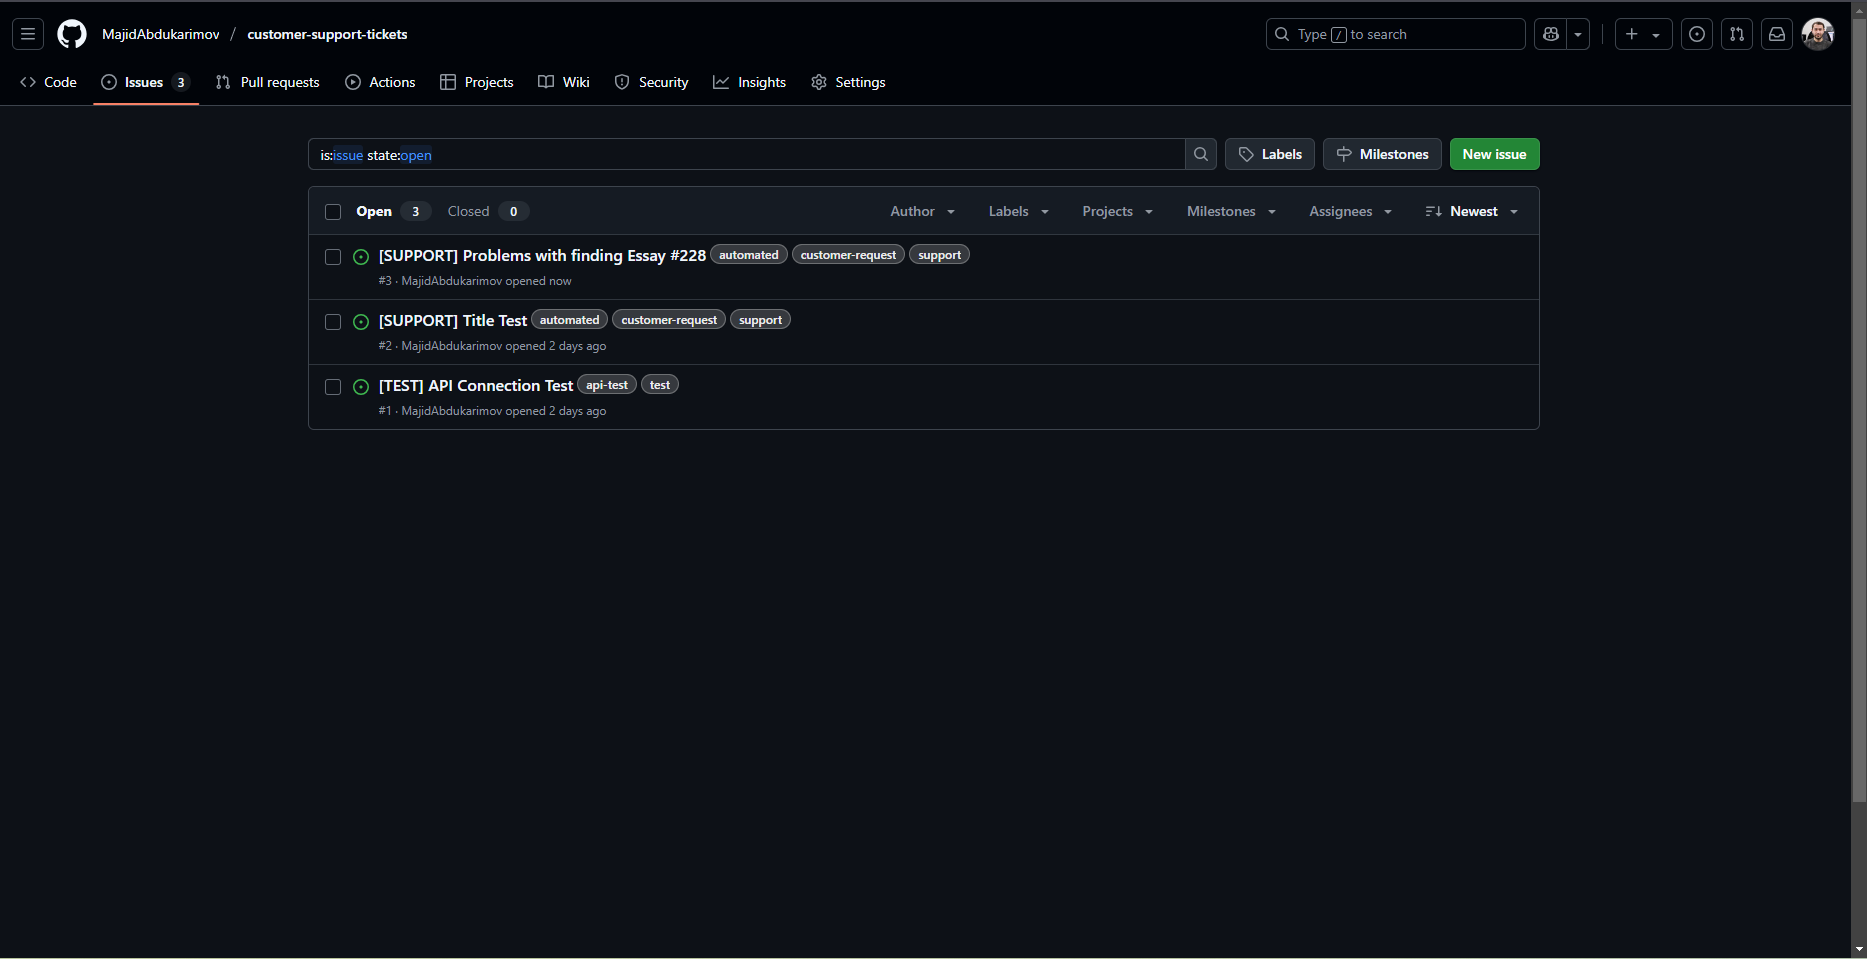 MajidAbdukarimov / customer-support-tickets
Type / to search
Code Issues 3 Pull requests Actions Projects Wiki Security Insights Settings
is:issue state:open
Labels Milestones New issue
Open 3 Closed 0 Author Labels Projects Milestones Assignees Newest
[SUPPORT] Problems with finding Essay #228 automated customer-request support
#3 · MajidAbdukarimov opened now
[SUPPORT] Title Test automated customer-request support
#2 · MajidAbdukarimov opened 2 days ago
[TEST] API Connection Test api-test test
#1 · MajidAbdukarimov opened 2 days ago